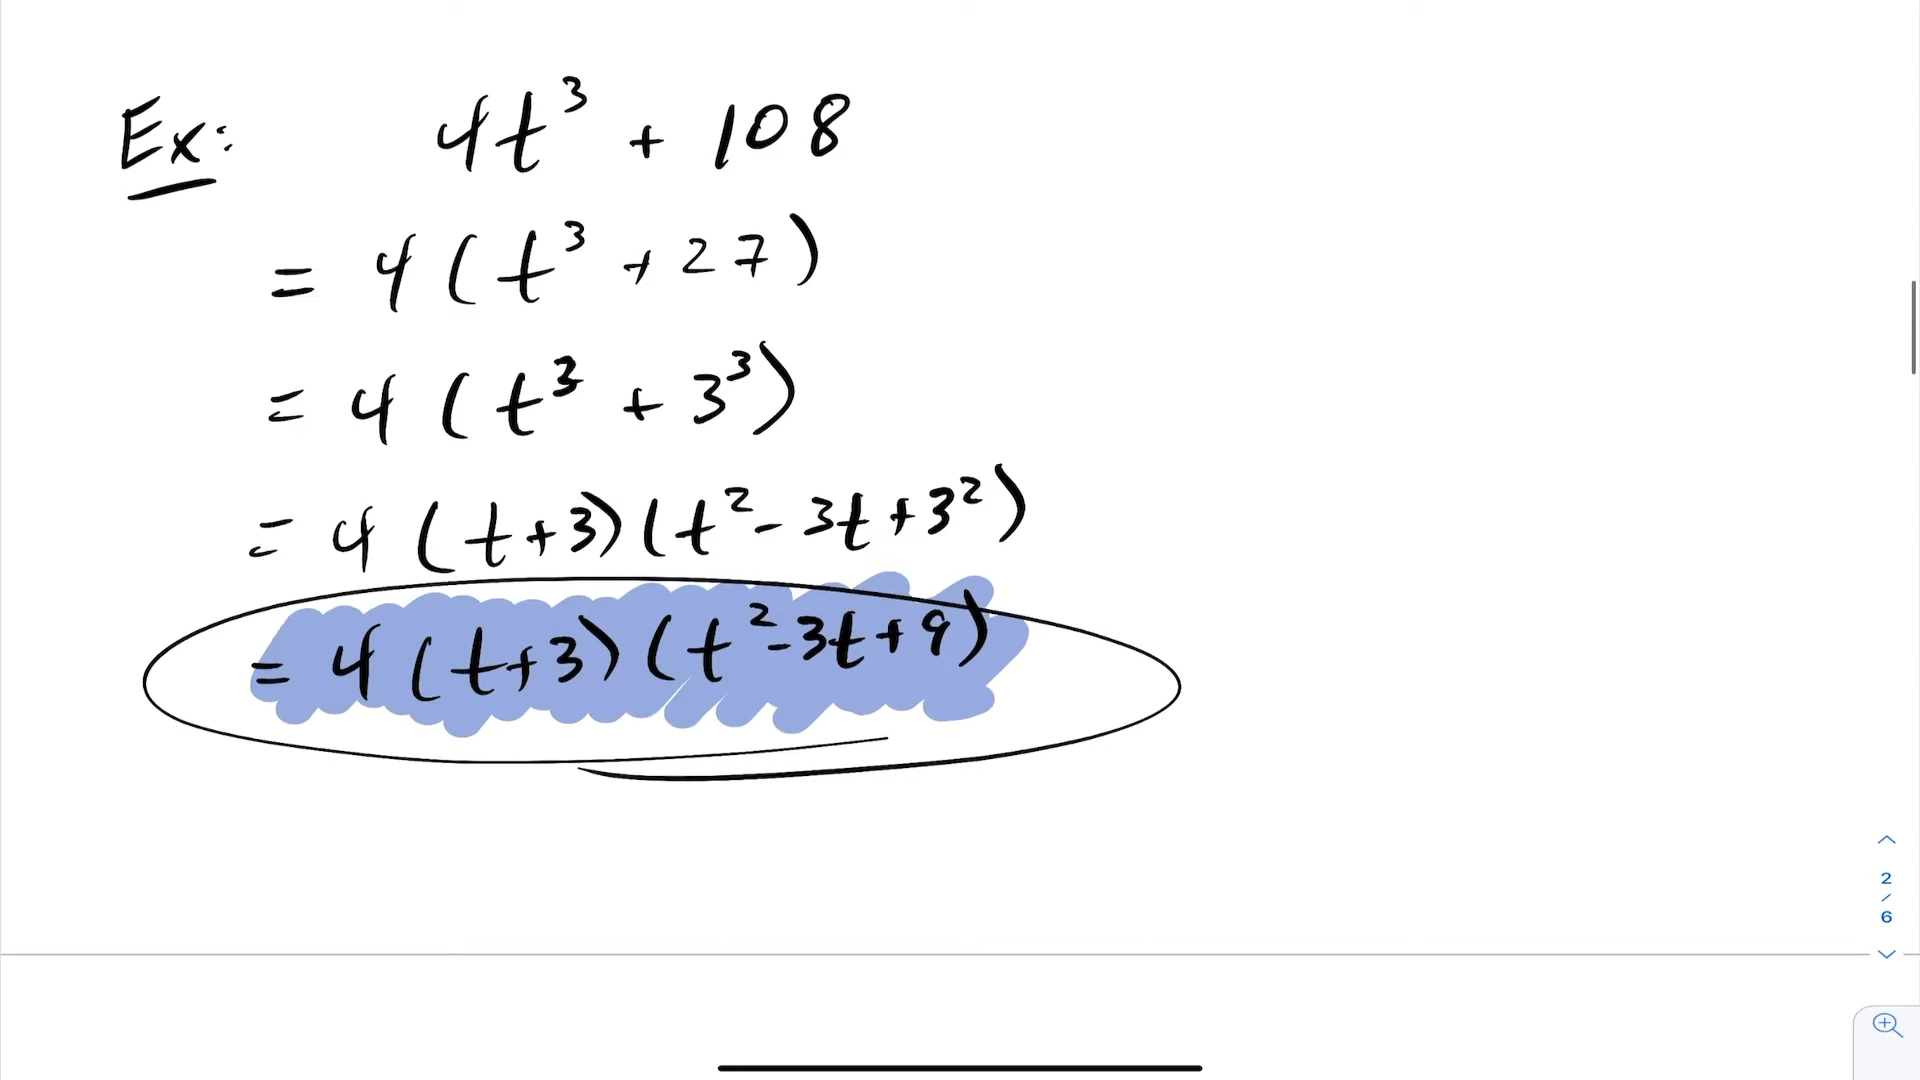 Ex: 4t³ + 108
= 4 (t³ + 27)
= 4 (t³ + 3³)
= 4 (t+3)(t² - 3t + 3²)
= 4 (t+3)(t² - 3t + 9)
2
/
6